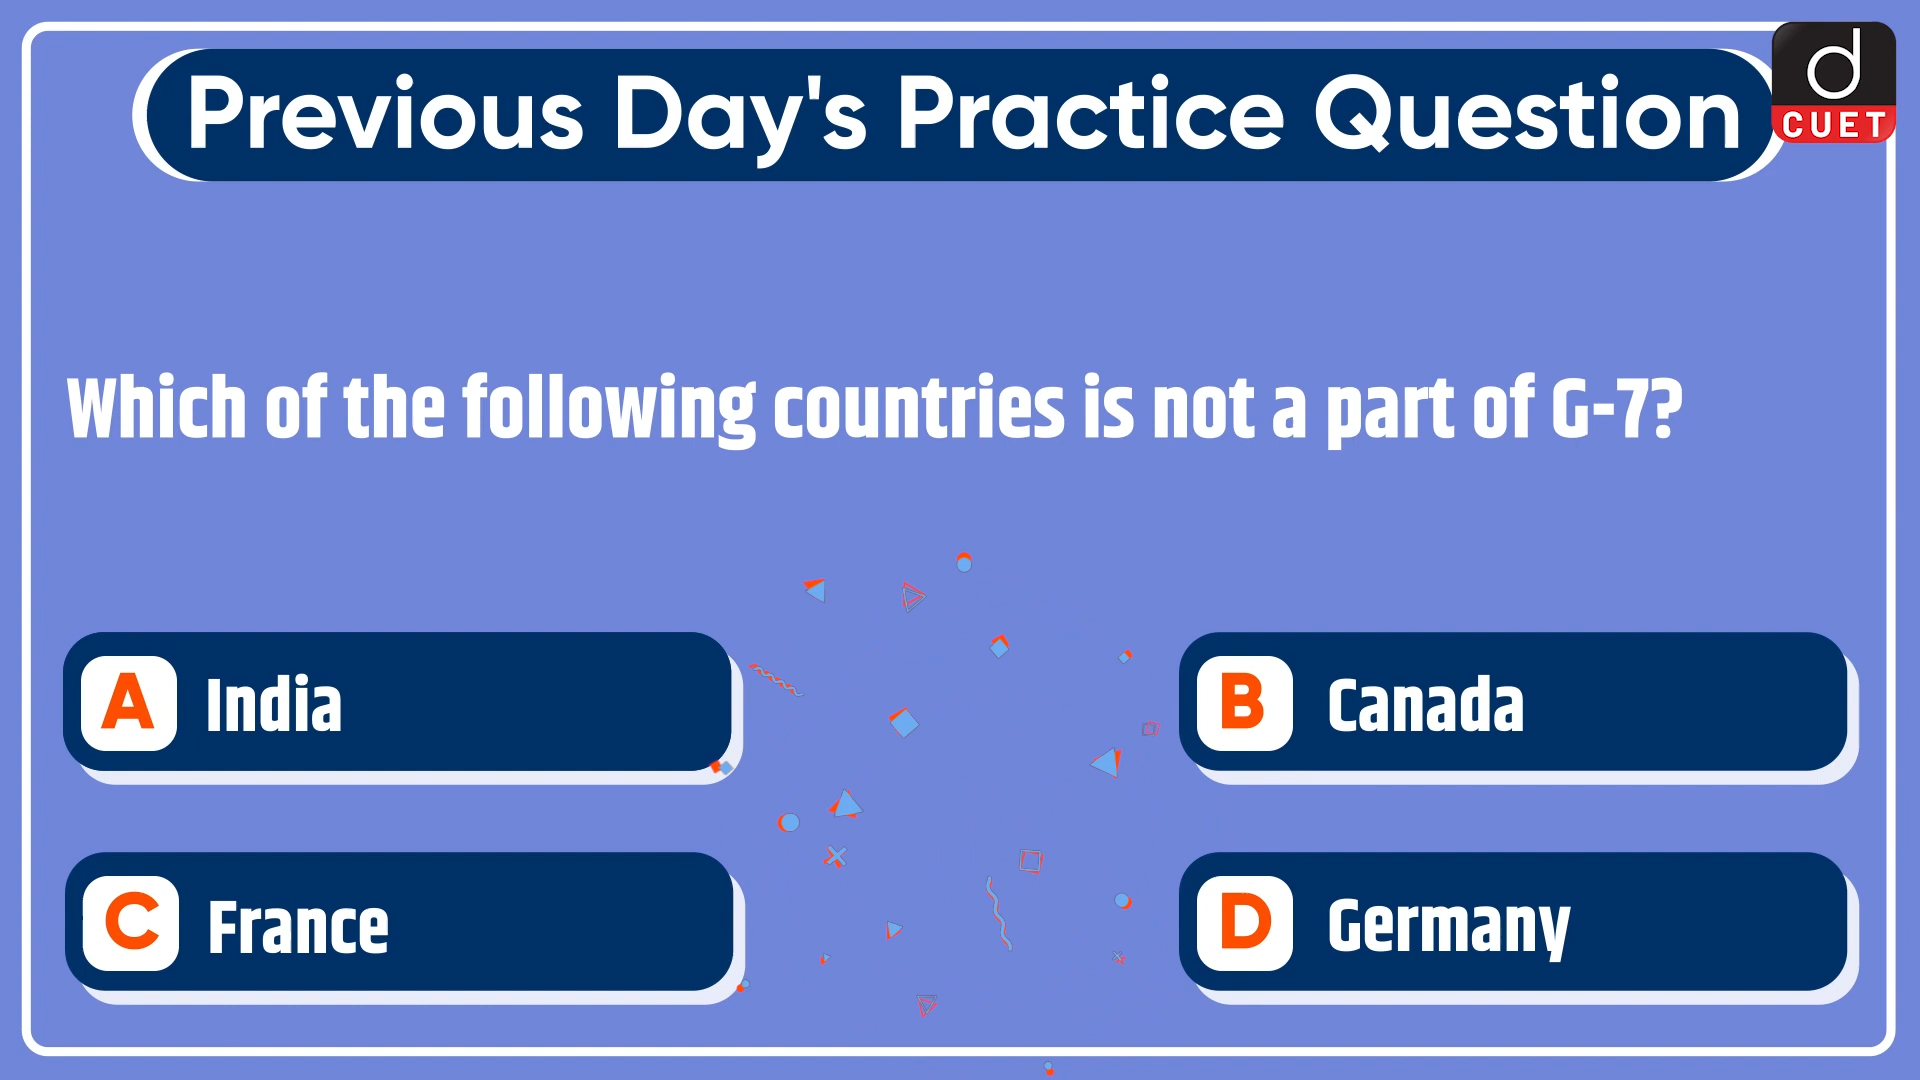 Previous Day's Practice Question
d
CUET
Which of the following countries is not a part of G-7?
A India
B Canada
C France
D Germany